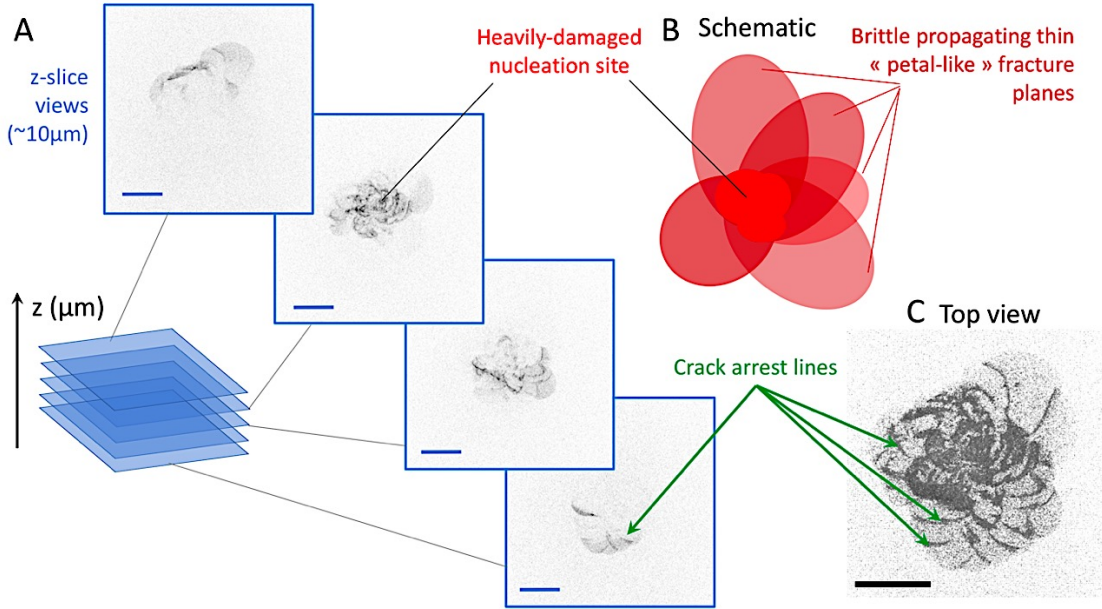 A
z-slice
views
(~10µm)
Heavily-damaged
nucleation site
B
Schematic
Brittle propagating thin
« petal-like » fracture
planes
z (µm)
Crack arrest lines
C
Top view